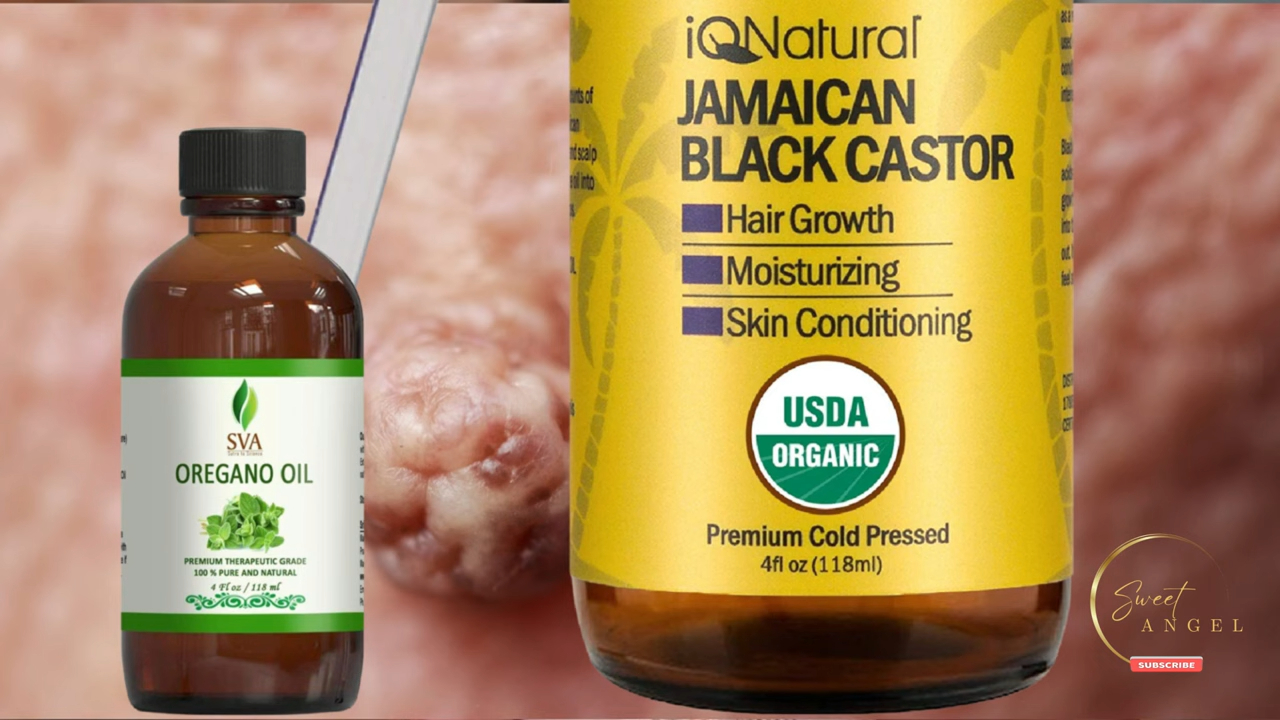 SVA
OREGANO OIL
PREMIUM THERAPEUTIC GRADE
100 % PURE AND NATURAL
4 Fl oz / 118 ml
iQNatural
JAMAICAN
BLACK CASTOR
Hair Growth
Moisturizing
Skin Conditioning
USDA
ORGANIC
Premium Cold Pressed
4fl oz (118ml)
Sweet
ANGEL
SUBSCRIBE